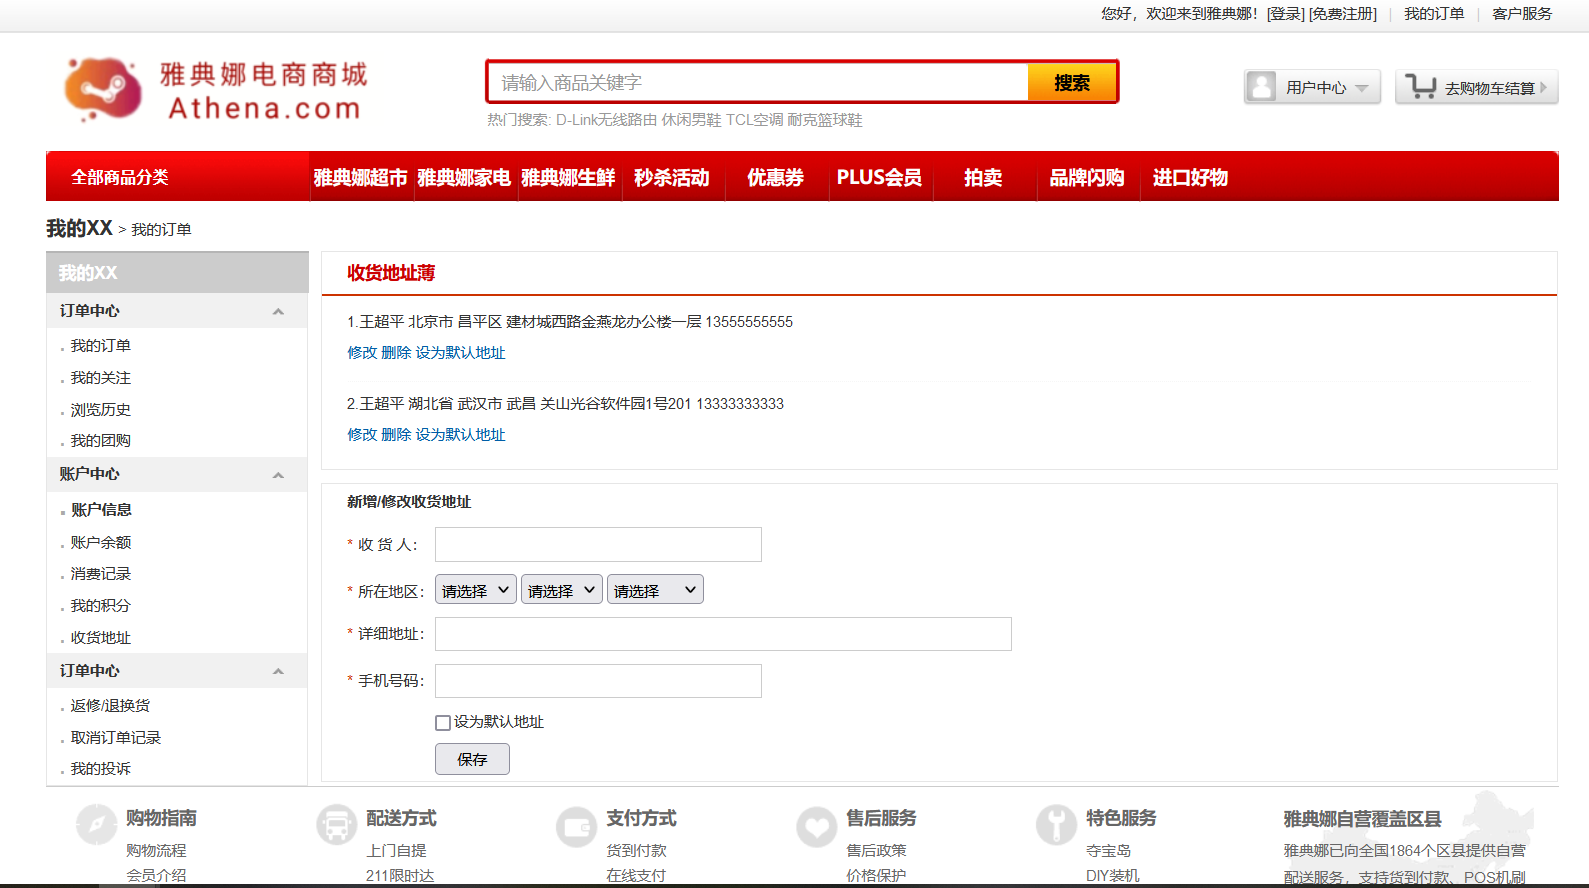 您好，欢迎来到雅典娜！[登录] [免费注册] 我的订单 客户服务
雅典娜电商商城
Athena.com
请输入商品关键字 搜索
热门搜索: D-Link无线路由 休闲男鞋 TCL空调 耐克篮球鞋
用户中心 去购物车结算
全部商品分类 雅典娜超市 雅典娜家电 雅典娜生鲜 秒杀活动 优惠券 PLUS会员 拍卖 品牌闪购 进口好物
我的XX > 我的订单
我的XX
订单中心
. 我的订单
. 我的关注
. 浏览历史
. 我的团购
账户中心
. 账户信息
. 账户余额
. 消费记录
. 我的积分
. 收货地址
订单中心
. 返修/退换货
. 取消订单记录
. 我的投诉
收货地址薄
1.王超平 北京市 昌平区 建材城西路金燕龙办公楼一层 13555555555
修改 删除 设为默认地址
2.王超平 湖北省 武汉市 武昌 关山光谷软件园1号201 13333333333
修改 删除 设为默认地址
新增/修改收货地址
* 收 货 人：
* 所在地区： 请选择 请选择 请选择
* 详细地址：
* 手机号码：
设为默认地址
保存
购物指南
购物流程
会员介绍
配送方式
上门自提
211限时达
支付方式
货到付款
在线支付
售后服务
售后政策
价格保护
特色服务
夺宝岛
DIY装机
雅典娜自营覆盖区县
雅典娜已向全国1864个区县提供自营
配送服务，支持货到付款、POS机刷